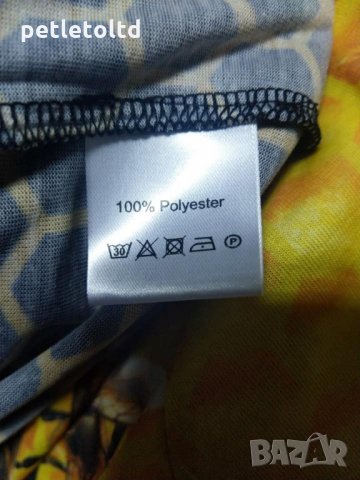 petletoltd
100% Polyester
30 P
BAZAR